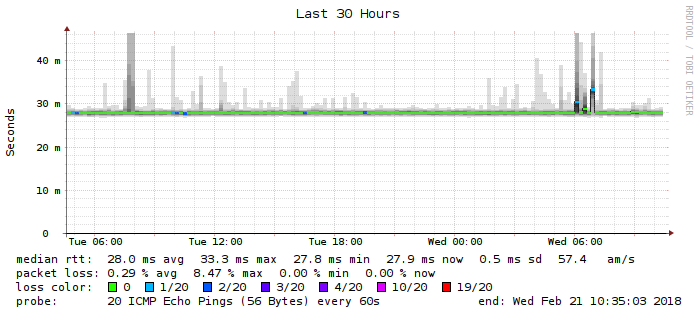 Last 30 Hours
RRDTOOL / TOBI OETIKER
Seconds
40 m
30 m
20 m
10 m
0
Tue 06:00 Tue 12:00 Tue 18:00 Wed 00:00 Wed 06:00
median rtt: 28.0 ms avg 33.3 ms max 27.8 ms min 27.9 ms now 0.5 ms sd 57.4 am/s
packet loss: 0.29 % avg 8.47 % max 0.00 % min 0.00 % now
loss color: 0 1/20 2/20 3/20 4/20 10/20 19/20
probe: 20 ICMP Echo Pings (56 Bytes) every 60s end: Wed Feb 21 10:35:03 2018